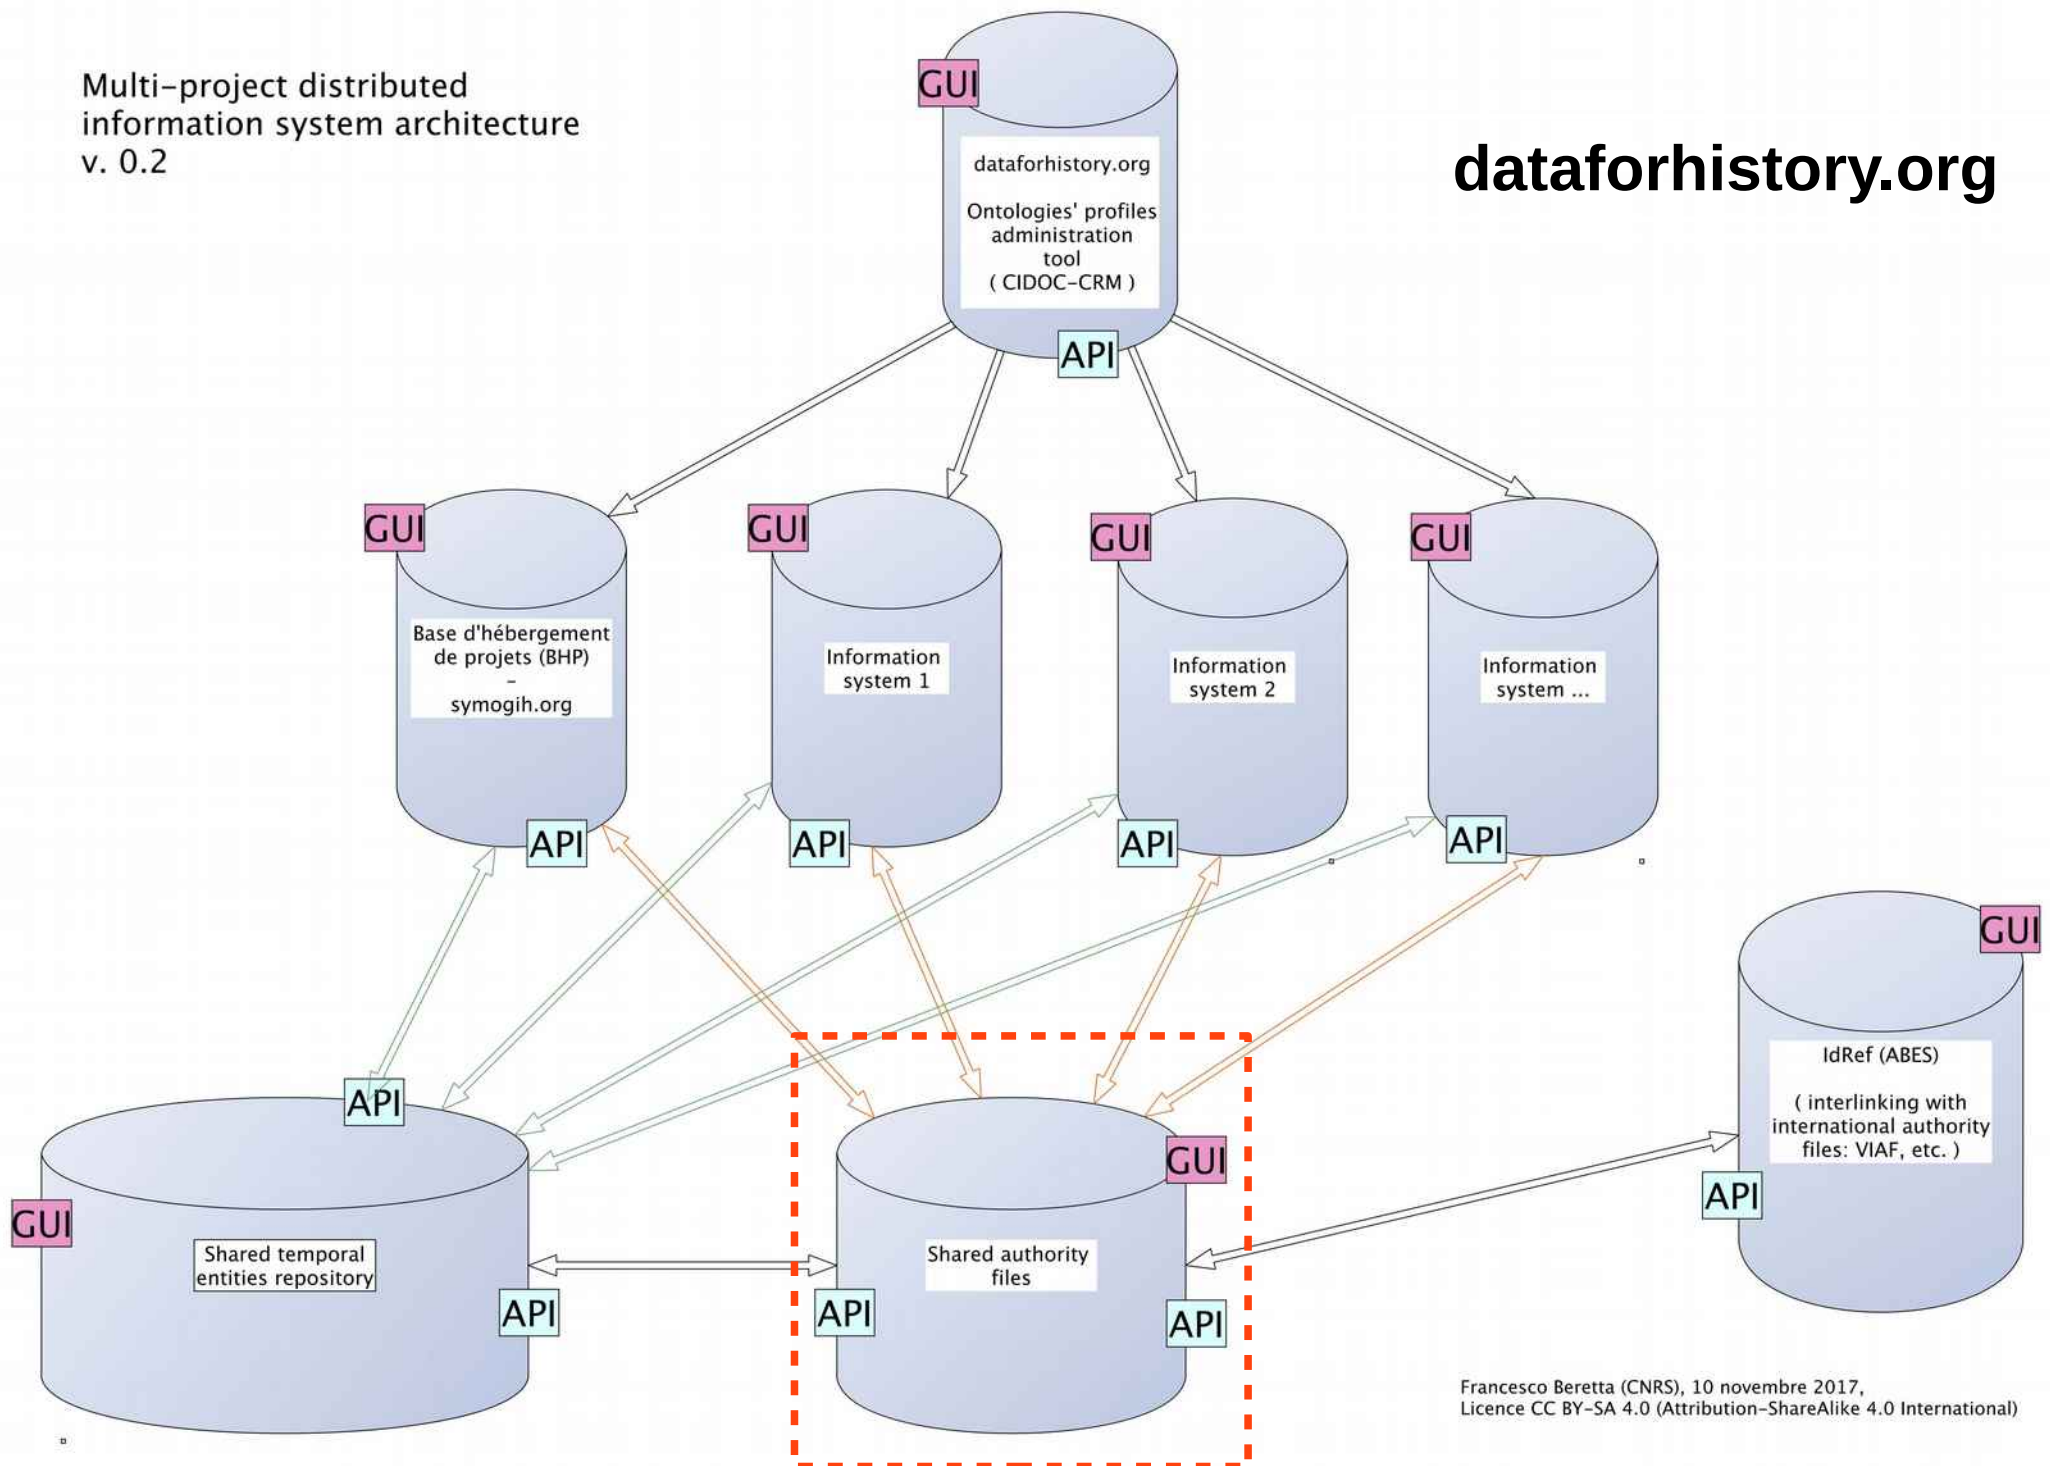 Multi-project distributed
information system architecture
v. 0.2
GUI
dataforhistory.org
Ontologies' profiles
administration
tool
( CIDOC-CRM )
API
dataforhistory.org
GUI
Base d'hébergement
de projets (BHP)
-
symogih.org
API
GUI
Information
system 1
API
GUI
Information
system 2
API
GUI
Information
system ...
API
API
GUI
Shared temporal
entities repository
API
GUI
Shared authority
files
API
API
GUI
IdRef (ABES)
( interlinking with
international authority
files: VIAF, etc. )
API
Francesco Beretta (CNRS), 10 novembre 2017,
Licence CC BY-SA 4.0 (Attribution-ShareAlike 4.0 International)